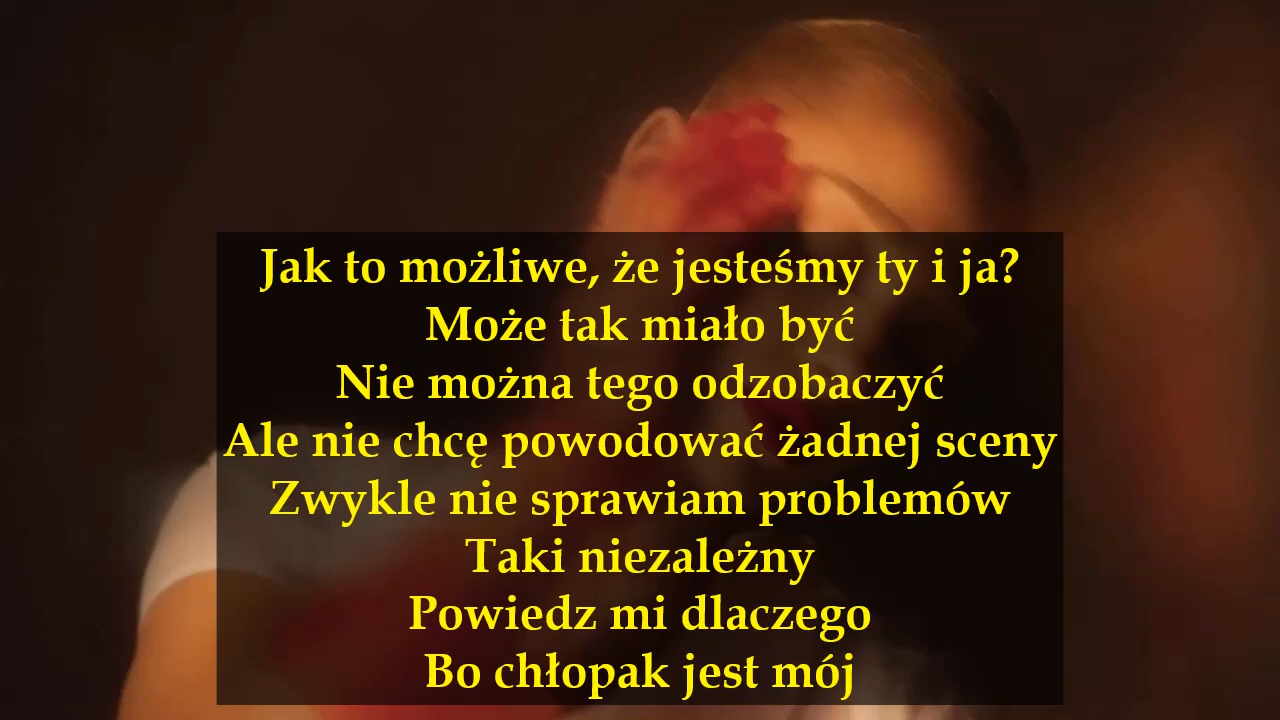 Jak to możliwe, że jesteśmy ty i ja?
Może tak miało być
Nie można tego odzobaczyć
Ale nie chcę powodować żadnej sceny
Zwykle nie sprawiam problemów
Taki niezależny
Powiedz mi dlaczego
Bo chłopak jest mój